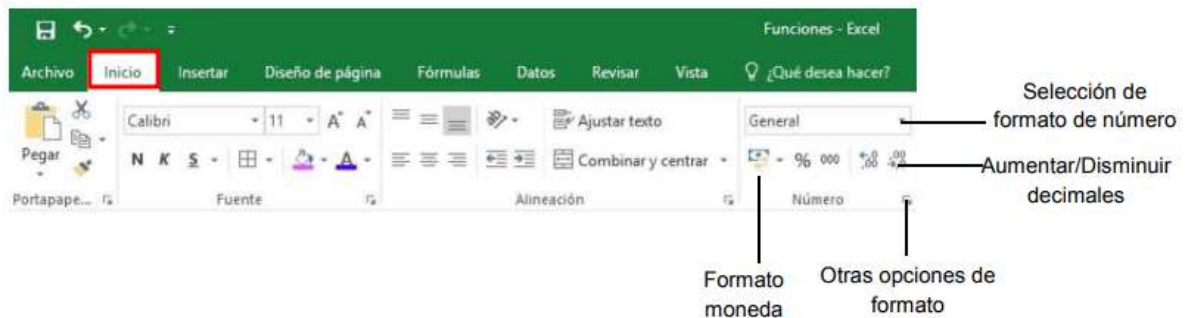 Funciones - Excel
Archivo Inicio Insertar Diseño de página Fórmulas Datos Revisar Vista ¿Qué desea hacer?
Calibri 11 A A Ajustar texto General
Pegar
N K S A Combinar y centrar % 000
Portapape... Fuente Alineación Número
Selección de
formato de número
Aumentar/Disminuir
decimales
Formato
moneda
Otras opciones de
formato